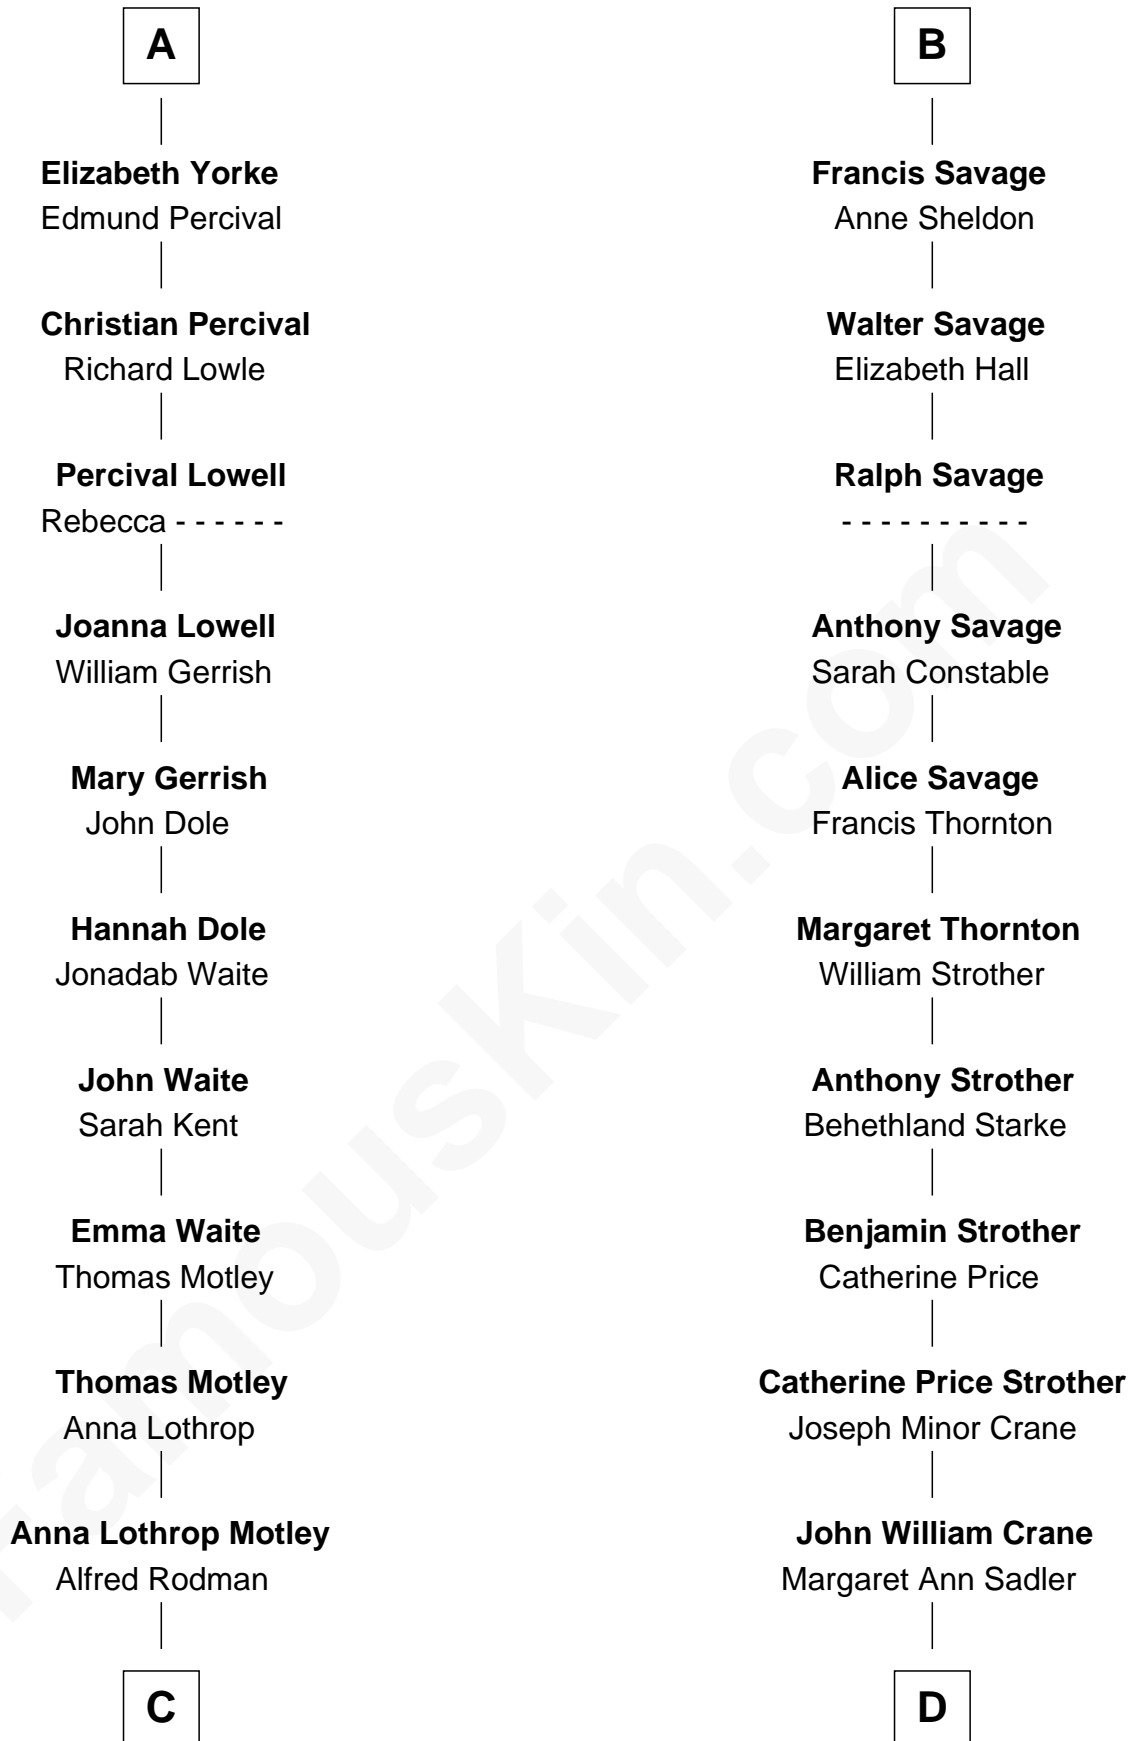 A
Elizabeth Yorke
Edmund Percival
Christian Percival
Richard Lowle
Percival Lowell
Rebecca - - - - - -
Joanna Lowell
William Gerrish
Mary Gerrish
John Dole
Hannah Dole
Jonadab Waite
John Waite
Sarah Kent
Emma Waite
Thomas Motley
Thomas Motley
Anna Lothrop
Anna Lothrop Motley
Alfred Rodman
C
B
Francis Savage
Anne Sheldon
Walter Savage
Elizabeth Hall
Ralph Savage
- - - - - - - - - -
Anthony Savage
Sarah Constable
Alice Savage
Francis Thornton
Margaret Thornton
William Strother
Anthony Strother
Behethland Starke
Benjamin Strother
Catherine Price
Catherine Price Strother
Joseph Minor Crane
John William Crane
Margaret Ann Sadler
D
FamousKin.com